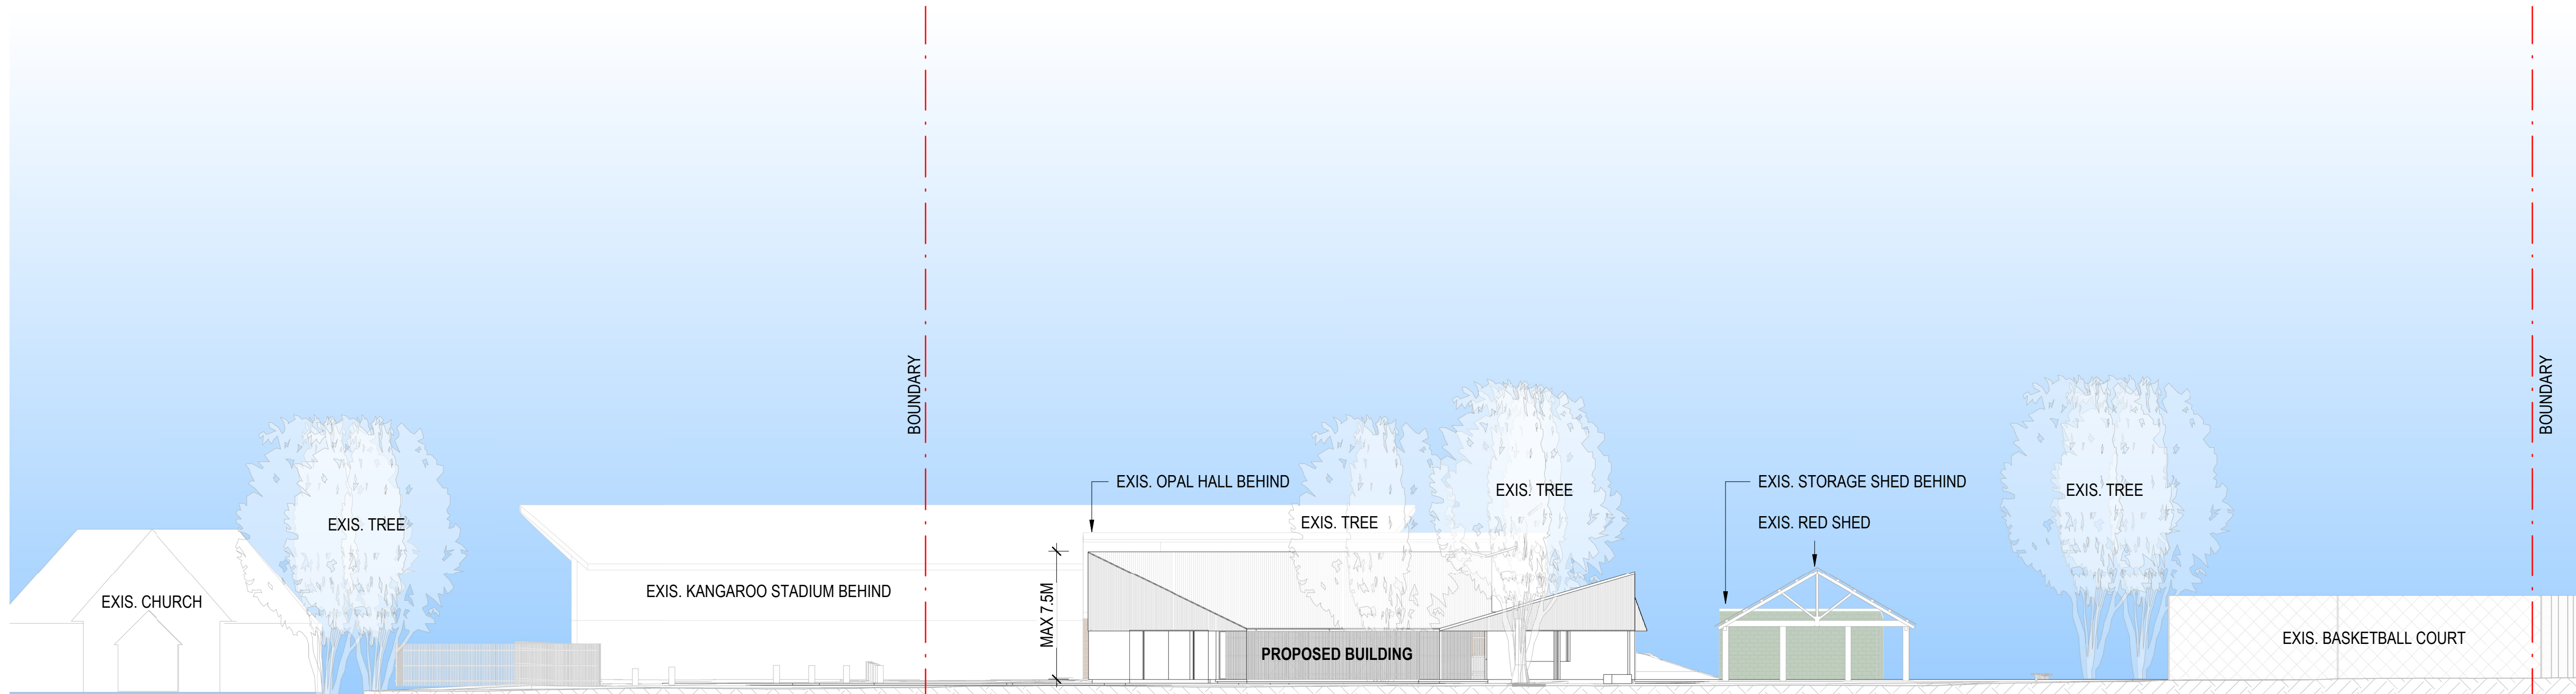 BOUNDARY
BOUNDARY
EXIS. OPAL HALL BEHIND
EXIS. STORAGE SHED BEHIND
EXIS. TREE
EXIS. TREE
EXIS. TREE
EXIS. TREE
EXIS. RED SHED
EXIS. KANGAROO STADIUM BEHIND
EXIS. CHURCH
MAX 7.5M
EXIS. BASKETBALL COURT
PROPOSED BUILDING